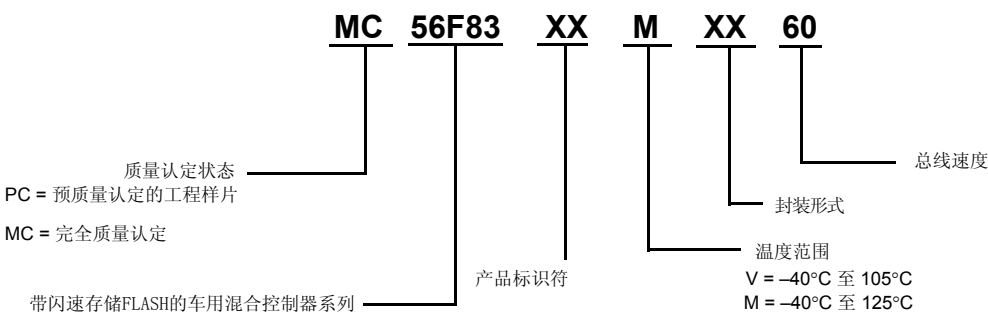 MC 56F83 XX M XX 60
总线速度
质量认定状态
PC = 预质量认定的工程样片
封装形式
MC = 完全质量认定
温度范围
V = –40°C 至 105°C
M = –40°C 至 125°C
产品标识符
带闪速存储FLASH的车用混合控制器系列